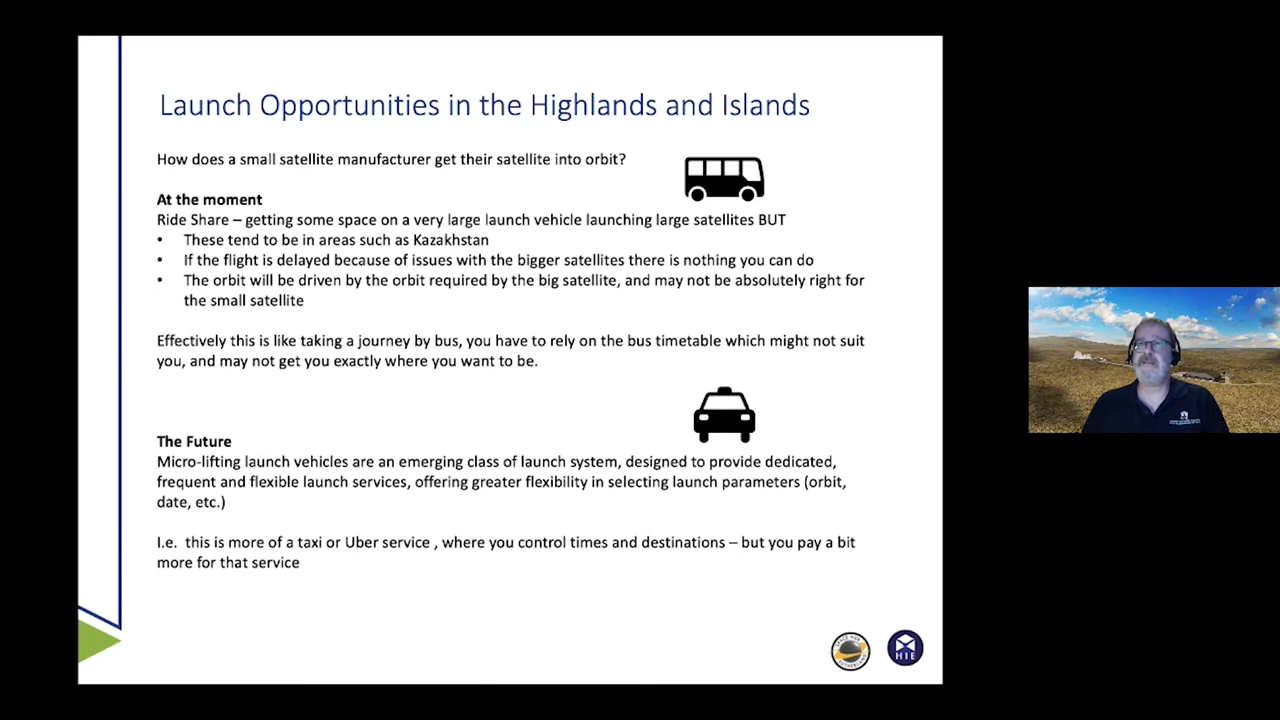 Launch Opportunities in the Highlands and Islands
How does a small satellite manufacturer get their satellite into orbit?
At the moment
Ride Share – getting some space on a very large launch vehicle launching large satellites BUT
• These tend to be in areas such as Kazakhstan
• If the flight is delayed because of issues with the bigger satellites there is nothing you can do
• The orbit will be driven by the orbit required by the big satellite, and may not be absolutely right for
the small satellite
Effectively this is like taking a journey by bus, you have to rely on the bus timetable which might not suit
you, and may not get you exactly where you want to be.
The Future
Micro-lifting launch vehicles are an emerging class of launch system, designed to provide dedicated,
frequent and flexible launch services, offering greater flexibility in selecting launch parameters (orbit,
date, etc.)
I.e.  this is more of a taxi or Uber service , where you control times and destinations – but you pay a bit
more for that service
SPACE HUB
SUTHERLAND
HIE